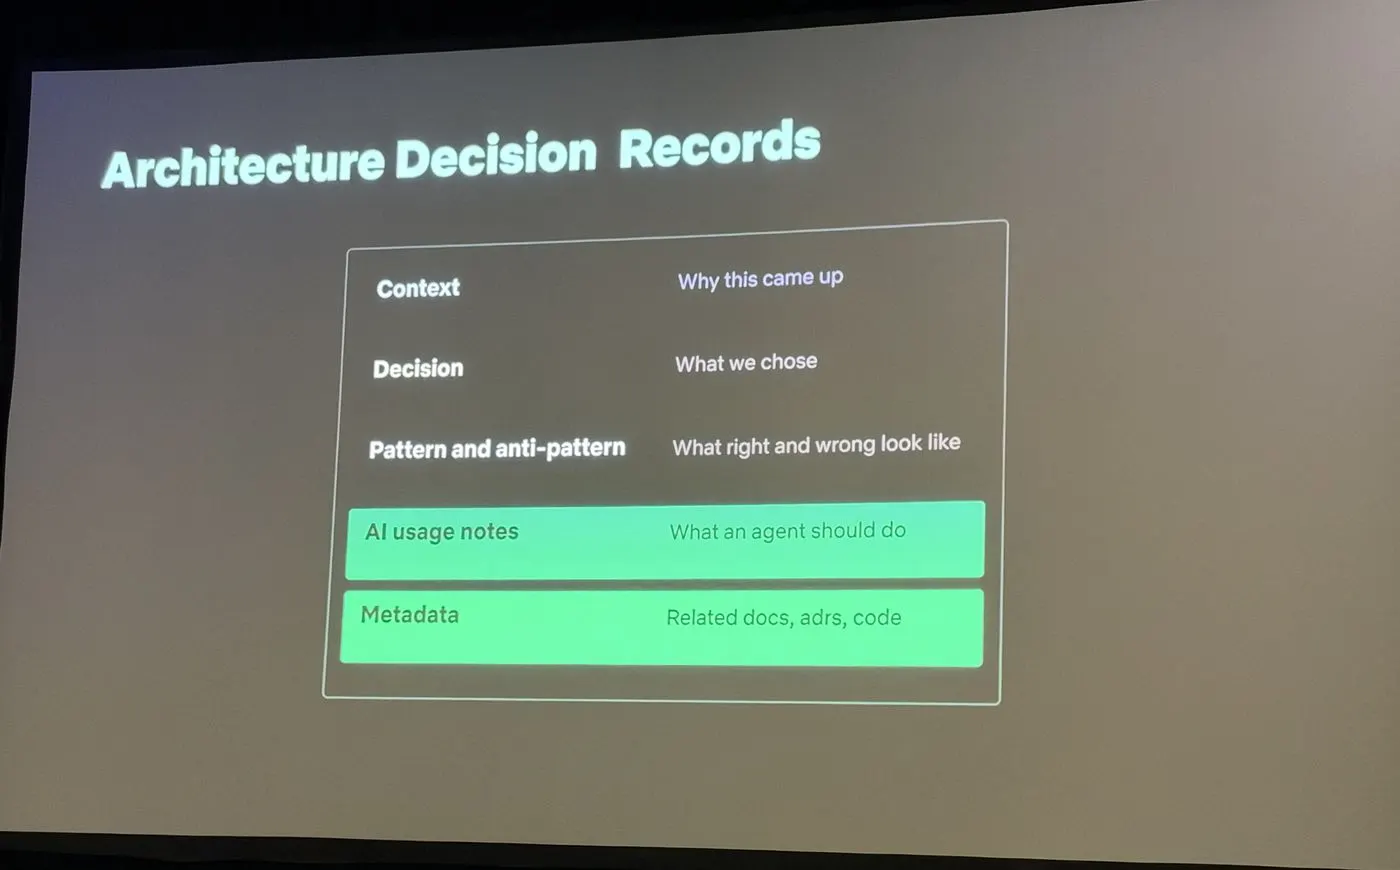 Architecture Decision Records
Context Why this came up
Decision What we chose
Pattern and anti-pattern What right and wrong look like
AI usage notes What an agent should do
Metadata Related docs, adrs, code